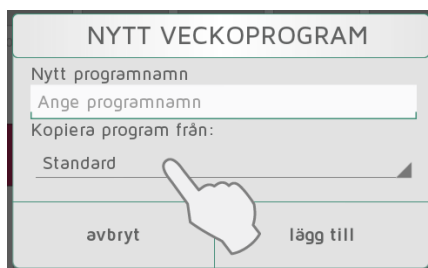 NYTT VECKOPROGRAM
Nytt programnamn
Ange programnamn
Kopiera program från:
Standard
avbryt
lägg till